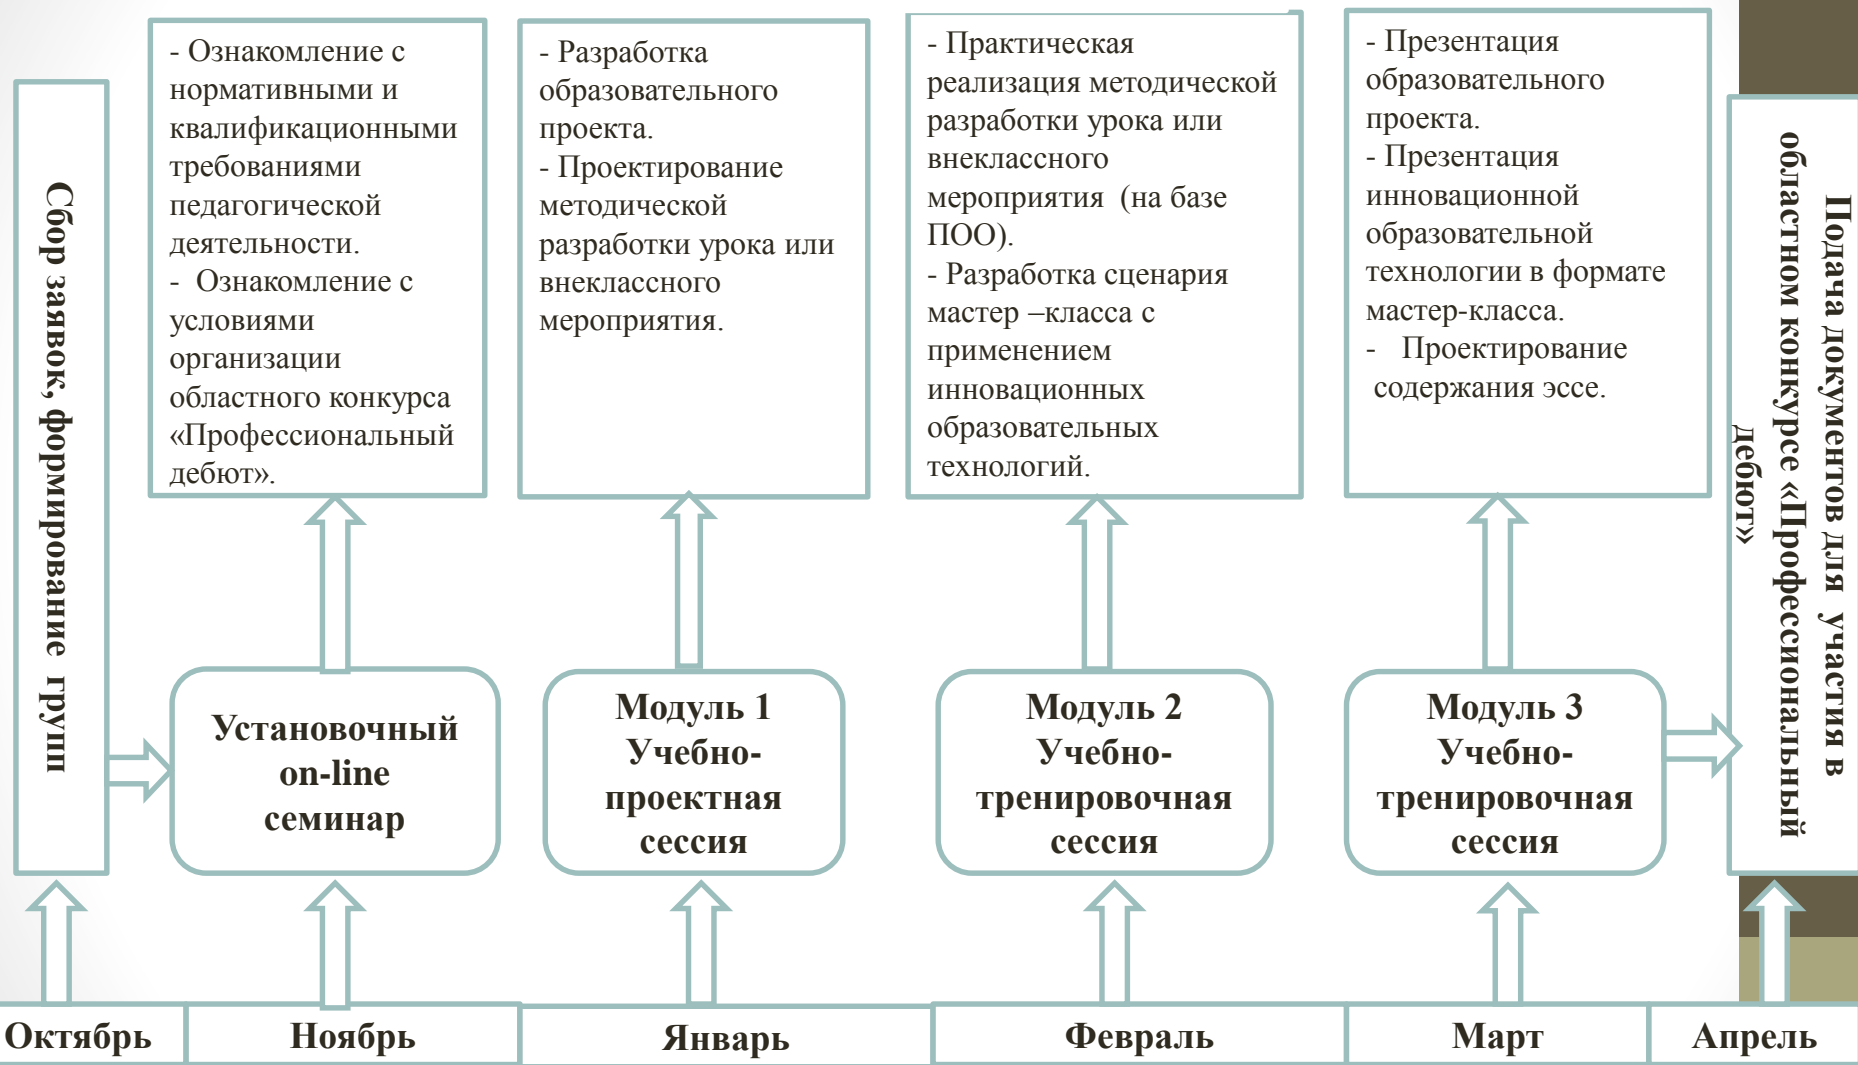 Сбор заявок, формирование групп
- Ознакомление с
нормативными и
квалификационными
требованиями
педагогической
деятельности.
- Ознакомление с
условиями
организации
областного конкурса
«Профессиональный
дебют».
- Разработка
образовательного
проекта.
- Проектирование
методической
разработки урока или
внеклассного
мероприятия.
- Практическая
реализация методической
разработки урока или
внеклассного
мероприятия (на базе
ПОО).
- Разработка сценария
мастер –класса с
применением
инновационных
образовательных
технологий.
- Презентация
образовательного
проекта.
- Презентация
инновационной
образовательной
технологии в формате
мастер-класса.
- Проектирование
содержания эссе.
Подача документов для участия в
областном конкурсе «Профессиональный
дебют»
Установочный
on-line
семинар
Модуль 1
Учебно-
проектная
сессия
Модуль 2
Учебно-
тренировочная
сессия
Модуль 3
Учебно-
тренировочная
сессия
Октябрь
Ноябрь
Январь
Февраль
Март
Апрель